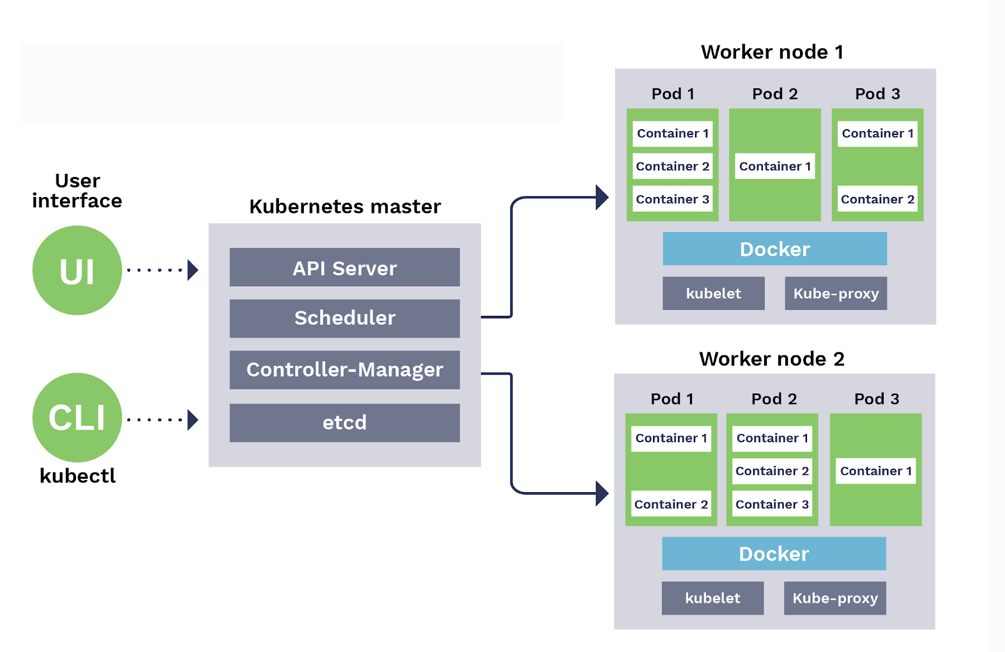 User
interface
UI
CLI
kubectl
Kubernetes master
API Server
Scheduler
Controller-Manager
etcd
Worker node 1
Pod 1
Container 1
Container 2
Container 3
Pod 2
Container 1
Pod 3
Container 1
Container 2
Docker
kubelet
Kube-proxy
Worker node 2
Pod 1
Container 1
Container 2
Pod 2
Container 1
Container 2
Container 3
Pod 3
Container 1
Docker
kubelet
Kube-proxy